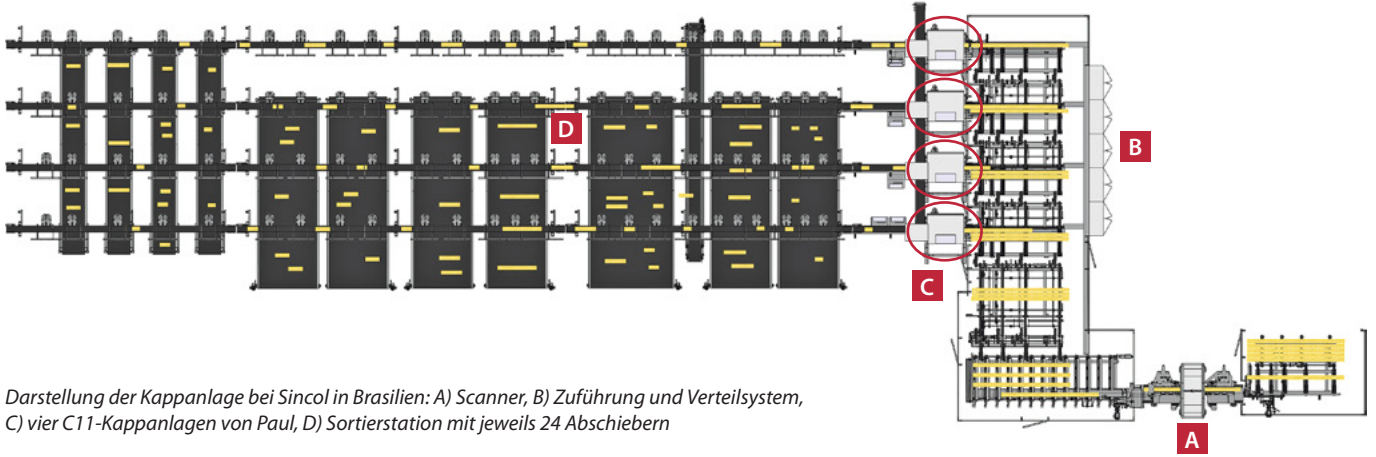 D
B
C
A
Darstellung der Kappanlage bei Sincol in Brasilien: A) Scanner, B) Zuführung und Verteilsystem,
C) vier C11-Kappanlagen von Paul, D) Sortierstation mit jeweils 24 Abschiebern